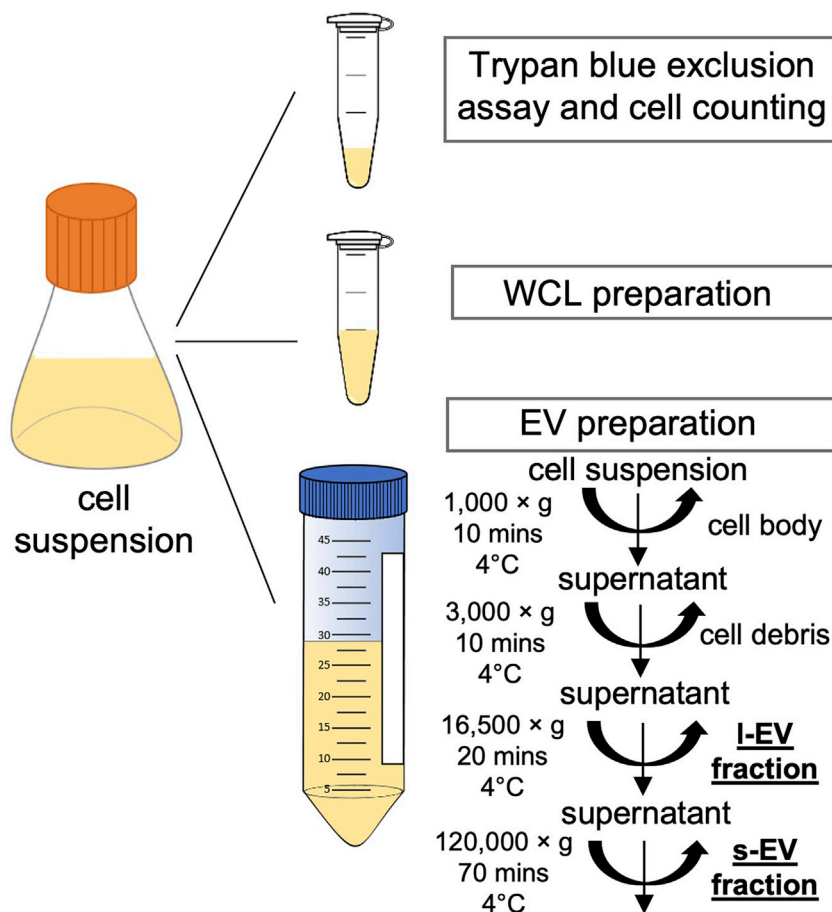 Trypan blue exclusion
assay and cell counting
WCL preparation
cell
suspension
45
40
35
30
25
20
15
10
5
EV preparation
cell suspension
1,000 × g
10 mins
4°C
cell body
supernatant
3,000 × g
10 mins
4°C
cell debris
supernatant
16,500 × g
20 mins
4°C
l-EV
fraction
supernatant
120,000 × g
70 mins
4°C
s-EV
fraction